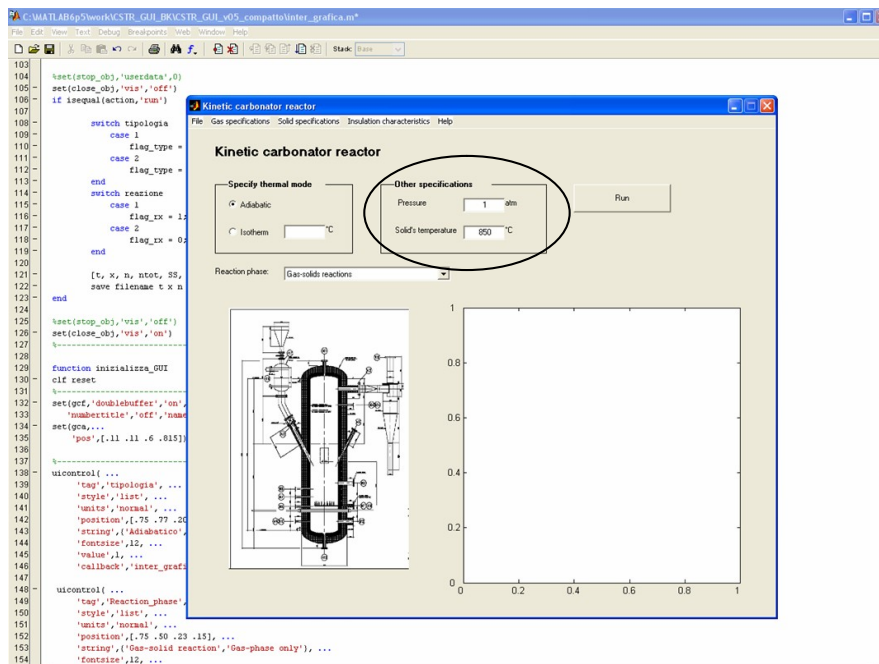 C:\MATLAB6p5\work\CSTR_GUI_BK\CSTR_GUI_v05_compatto\inter_grafica.m*
File Edit View Text Debug Breakpoints Web Window Help
Stack: Base
103
104 %set(stop_obj,'userdata',0)
105 - set(close_obj,'vis','off')
106 - if isequal(action,'run')
107
108 - switch tipologia
109 - case 1
110 - flag_type =
111 - case 2
112 - flag_type =
113 - end
114 - switch reazione
115 - case 1
116 - flag_rx = 1;
117 - case 2
118 - flag_rx = 0;
119 - end
120
121 - [t, x, n, ntot, SS,
122 - save filename t x n
123 - end
124
125 %set(stop_obj,'vis','off')
126 - set(close_obj,'vis','on')
127 %
128
129 function inizializza_GUI
130 - clf reset
131 %
132 - set(gcf,'doublebuffer','on',
133 'numbertitle','off','name
134 - set(gca,...
135 'pos',[.11 .11 .6 .815])
136
137 %
138 - uicontrol( ...
139 'tag','tipologia', ...
140 'style','list', ...
141 'units','normal', ...
142 'position',[.75 .77 .20
143 'string',{'Adiabatico',
144 'fontsize',12, ...
145 'value',1, ...
146 'callback','inter_grafi
147
148 - uicontrol( ...
149 'tag','Reaction_phase',
150 'style','list', ...
151 'units','normal', ...
152 'position',[.75 .50 .23 .15], ...
153 'string',{'Gas-solid reaction','Gas-phase only'), ...
154 'fontsize',12, ...
Kinetic carbonator reactor
File Gas specifications Solid specifications Insulation characteristics Help
Kinetic carbonator reactor
Specify thermal mode
Adiabatic
Isotherm °C
Other specifications
Pressure 1 atm
Solid's temperature 850 °C
Run
Reaction phase: Gas-solids reactions
1
0.8
0.6
0.4
0.2
0
0 0.2 0.4 0.6 0.8 1